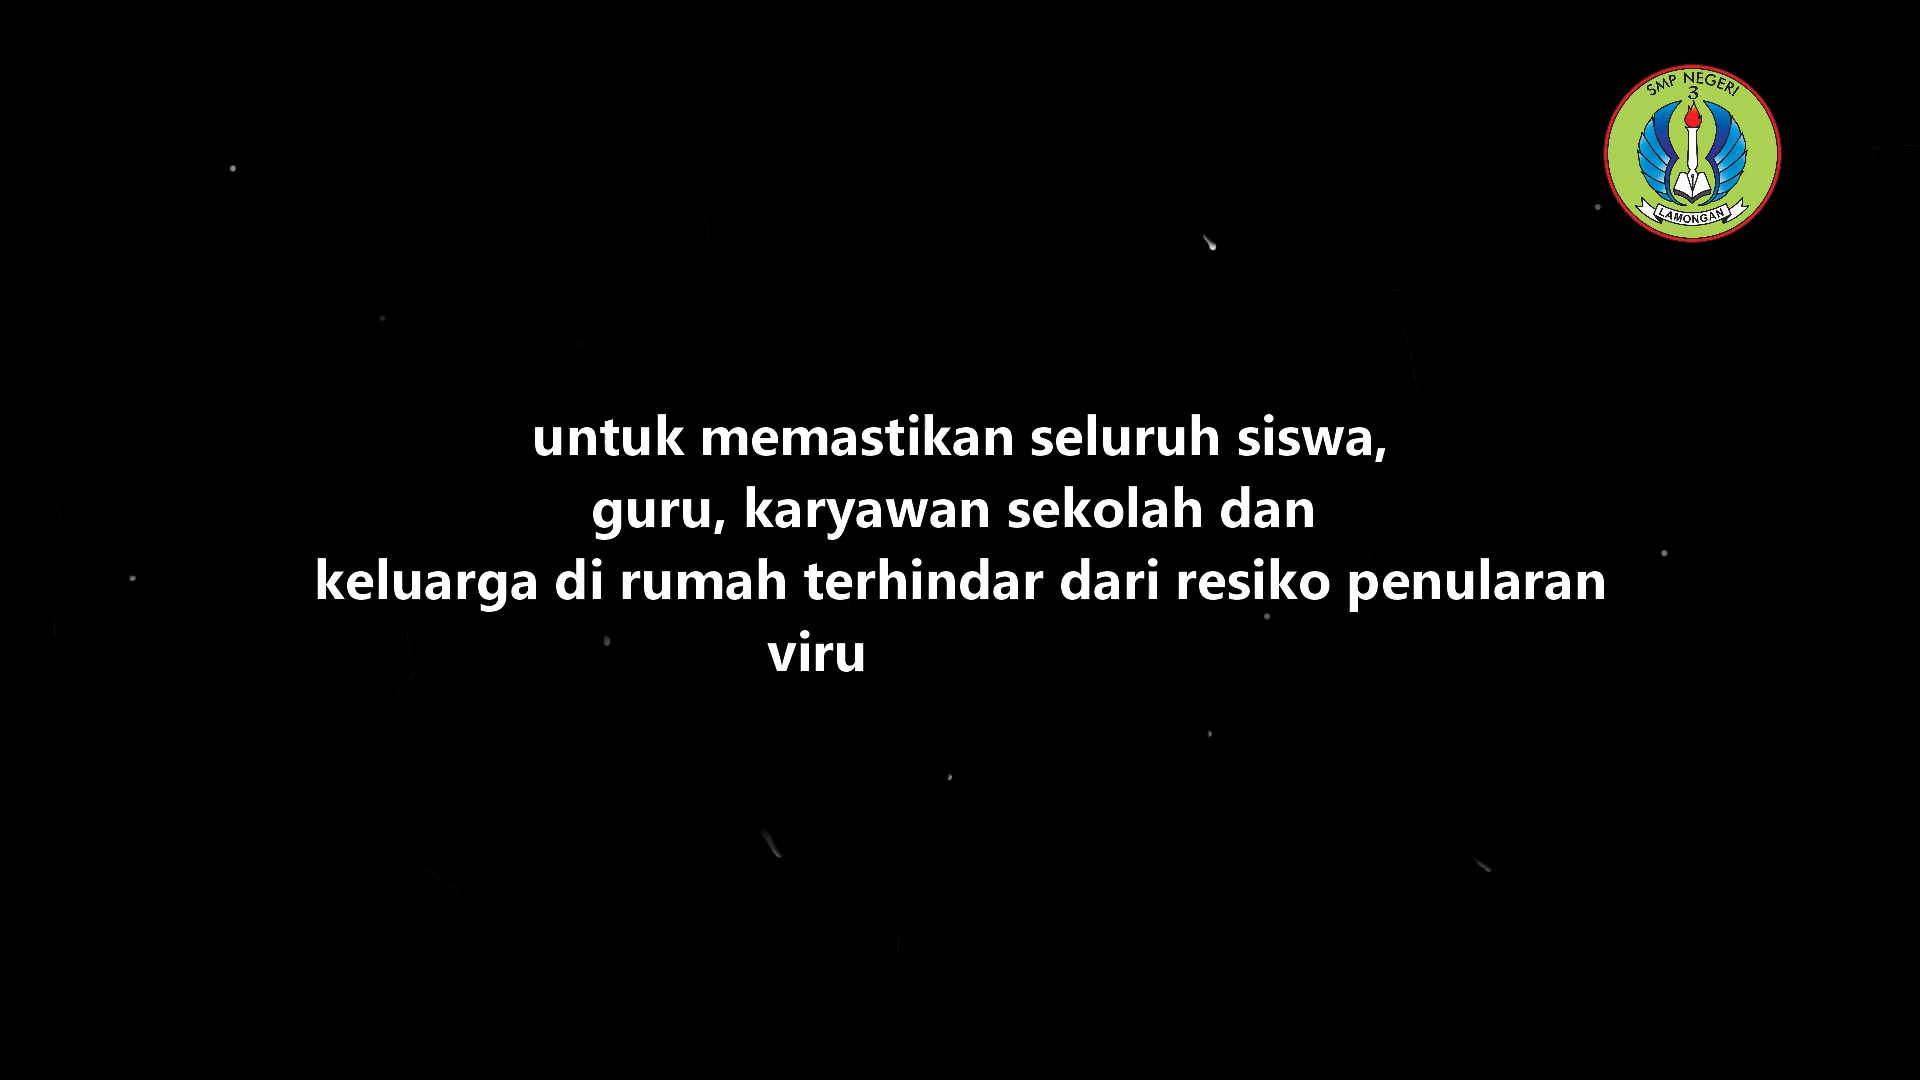 SMP NEGERI
3
LAMONGAN
untuk memastikan seluruh siswa,
guru, karyawan sekolah dan
keluarga di rumah terhindar dari resiko penularan
viru